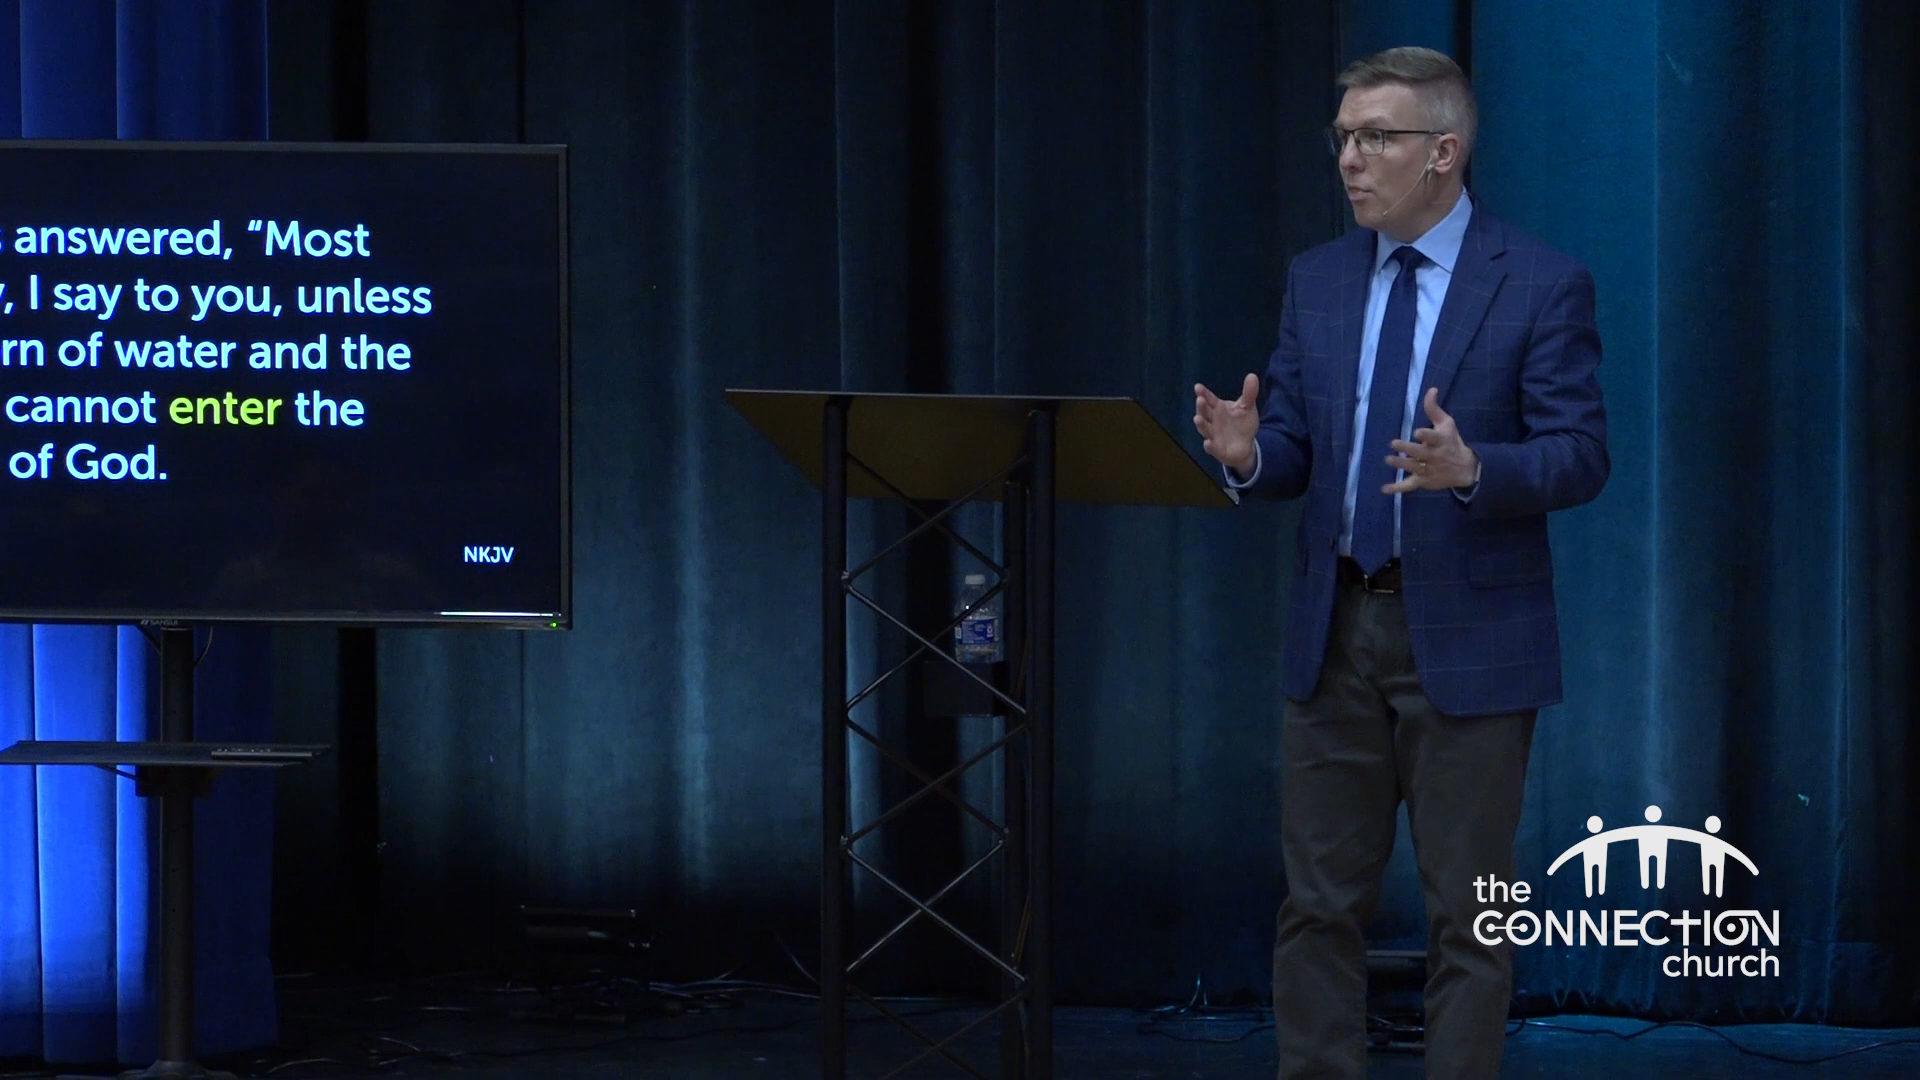 answered, “Most
, I say to you, unless
rn of water and the
cannot enter the
of God.
NKJV
SANSUI
the
CONNECTION
church